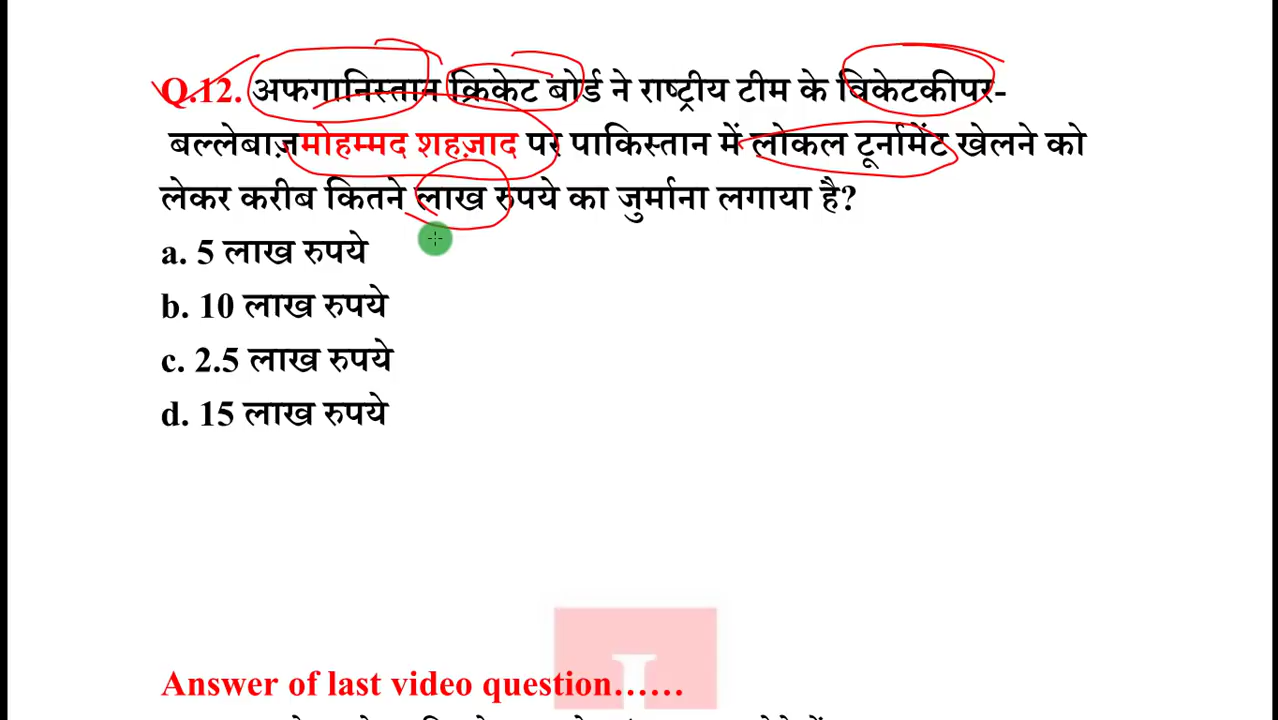 Q.12. अफगानिस्तान क्रिकेट बोर्ड ने राष्ट्रीय टीम के विकेटकीपर-
बल्लेबाज़मोहम्मद शहज़ाद पर पाकिस्तान में लोकल टूर्नामेंट खेलने को
लेकर करीब कितने लाख रुपये का जुर्माना लगाया है?
a. 5 लाख रुपये
b. 10 लाख रुपये
c. 2.5 लाख रुपये
d. 15 लाख रुपये
Answer of last video question......